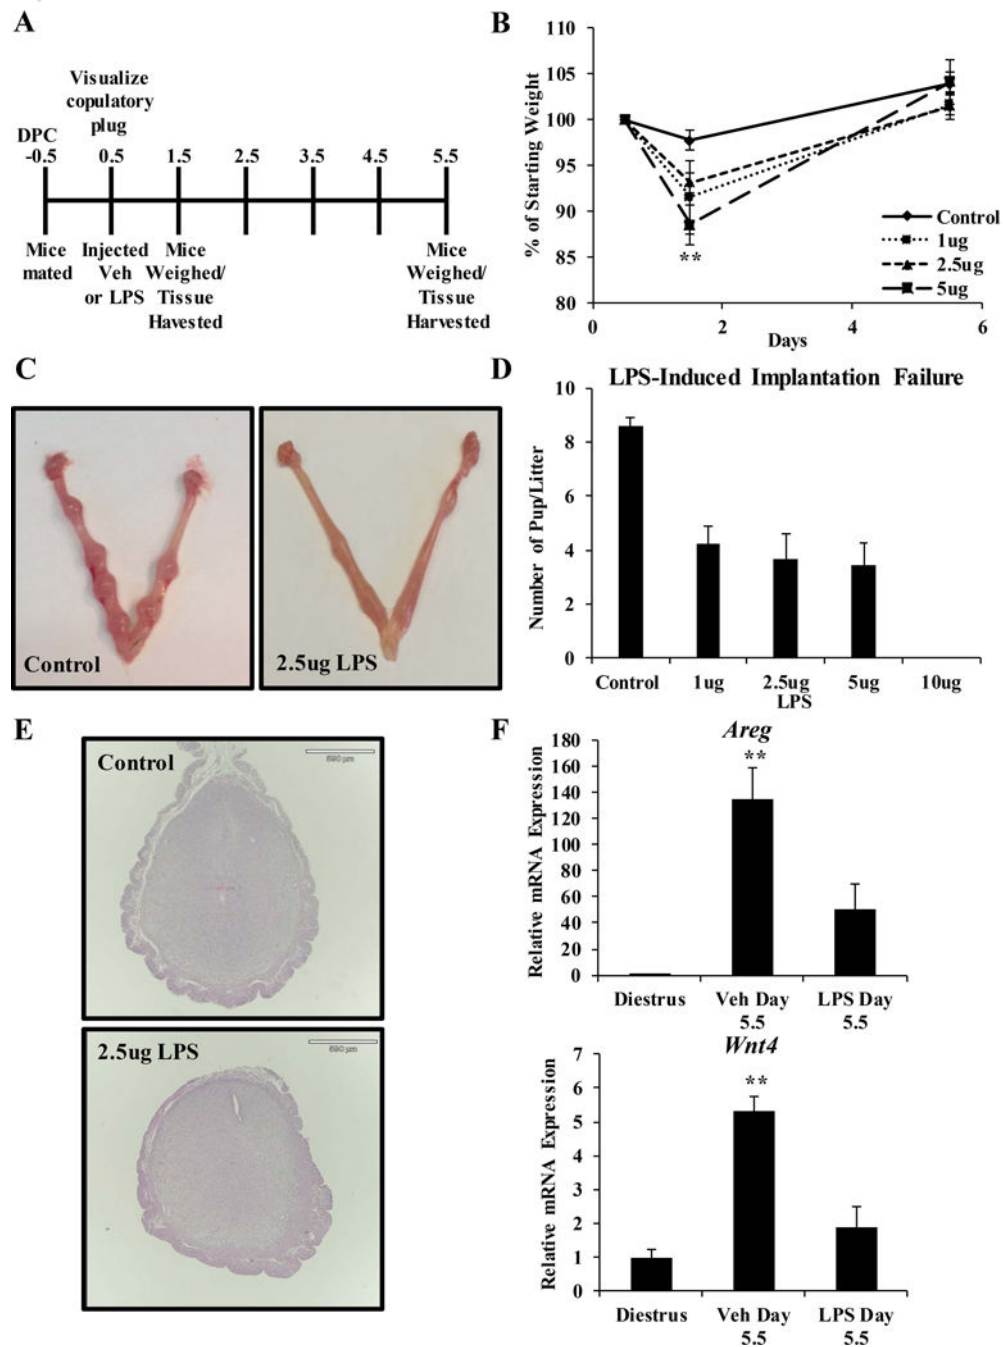 A
Visualize
copulatory
plug
DPC
-0.5 0.5 1.5 2.5 3.5 4.5 5.5
Mice
mated
Injected
Veh
or LPS
Mice
Weighed/
Tissue
Havested
Mice
Weighed/
Tissue
Harvested
B
110
105
100
95
90
85
80
% of Starting Weight
**
Control
1ug
2.5ug
5ug
0 2 4 6
Days
C
Control
2.5ug LPS
D
LPS-Induced Implantation Failure
10
8
6
4
2
0
Number of Pup/Litter
Control 1ug 2.5ug 5ug 10ug
LPS
E
Control
690 µm
2.5ug LPS
690 µm
F
Areg
**
180
160
140
120
100
80
60
40
20
0
Relative mRNA Expression
Diestrus
Veh Day
5.5
LPS Day
5.5
Wnt4
**
7
6
5
4
3
2
1
0
Relative mRNA Expression
Diestrus
Veh Day
5.5
LPS Day
5.5